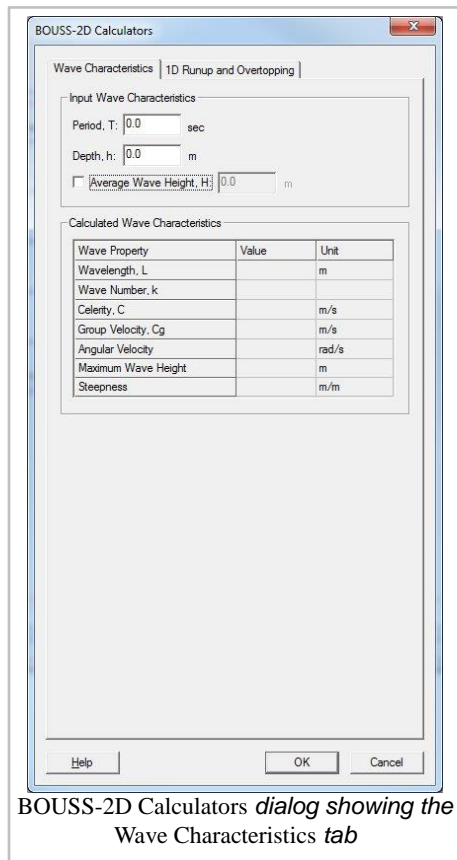 BOUSS-2D Calculators
Wave Characteristics 1D Runup and Overtopping
Input Wave Characteristics
Period, T: 0.0 sec
Depth, h: 0.0 m
Average Wave Height, H: 0.0 m
Calculated Wave Characteristics
Wave Property Value Unit
Wavelength, L m
Wave Number, k
Celerity, C m/s
Group Velocity, Cg m/s
Angular Velocity rad/s
Maximum Wave Height m
Steepness m/m
Help OK Cancel
BOUSS-2D Calculators dialog showing the
Wave Characteristics tab